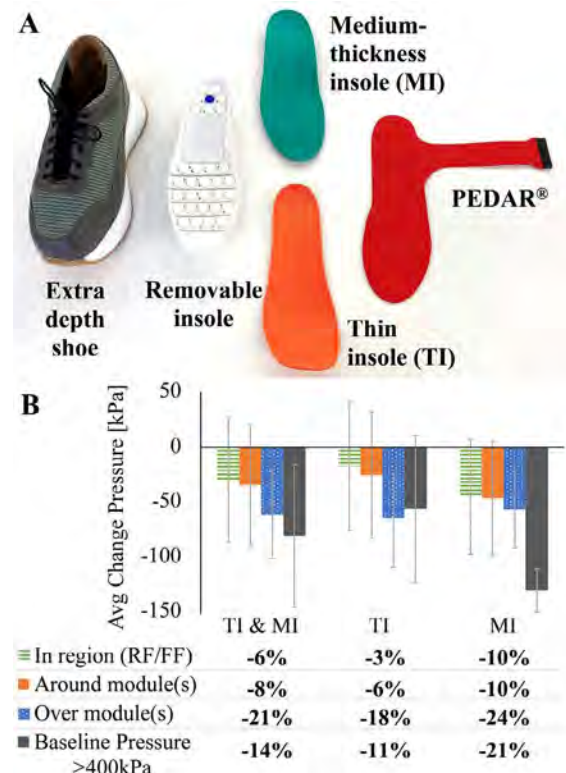 A
Medium-
thickness
insole (MI)
PEDAR®
Extra
depth
shoe
Removable
insole
Thin
insole (TI)
B
Avg Change Pressure [kPa]
50
0
-50
-100
-150
TI & MI TI MI
In region (RF/FF) -6% -3% -10%
Around module(s) -8% -6% -10%
Over module(s) -21% -18% -24%
Baseline Pressure
>400kPa -14% -11% -21%